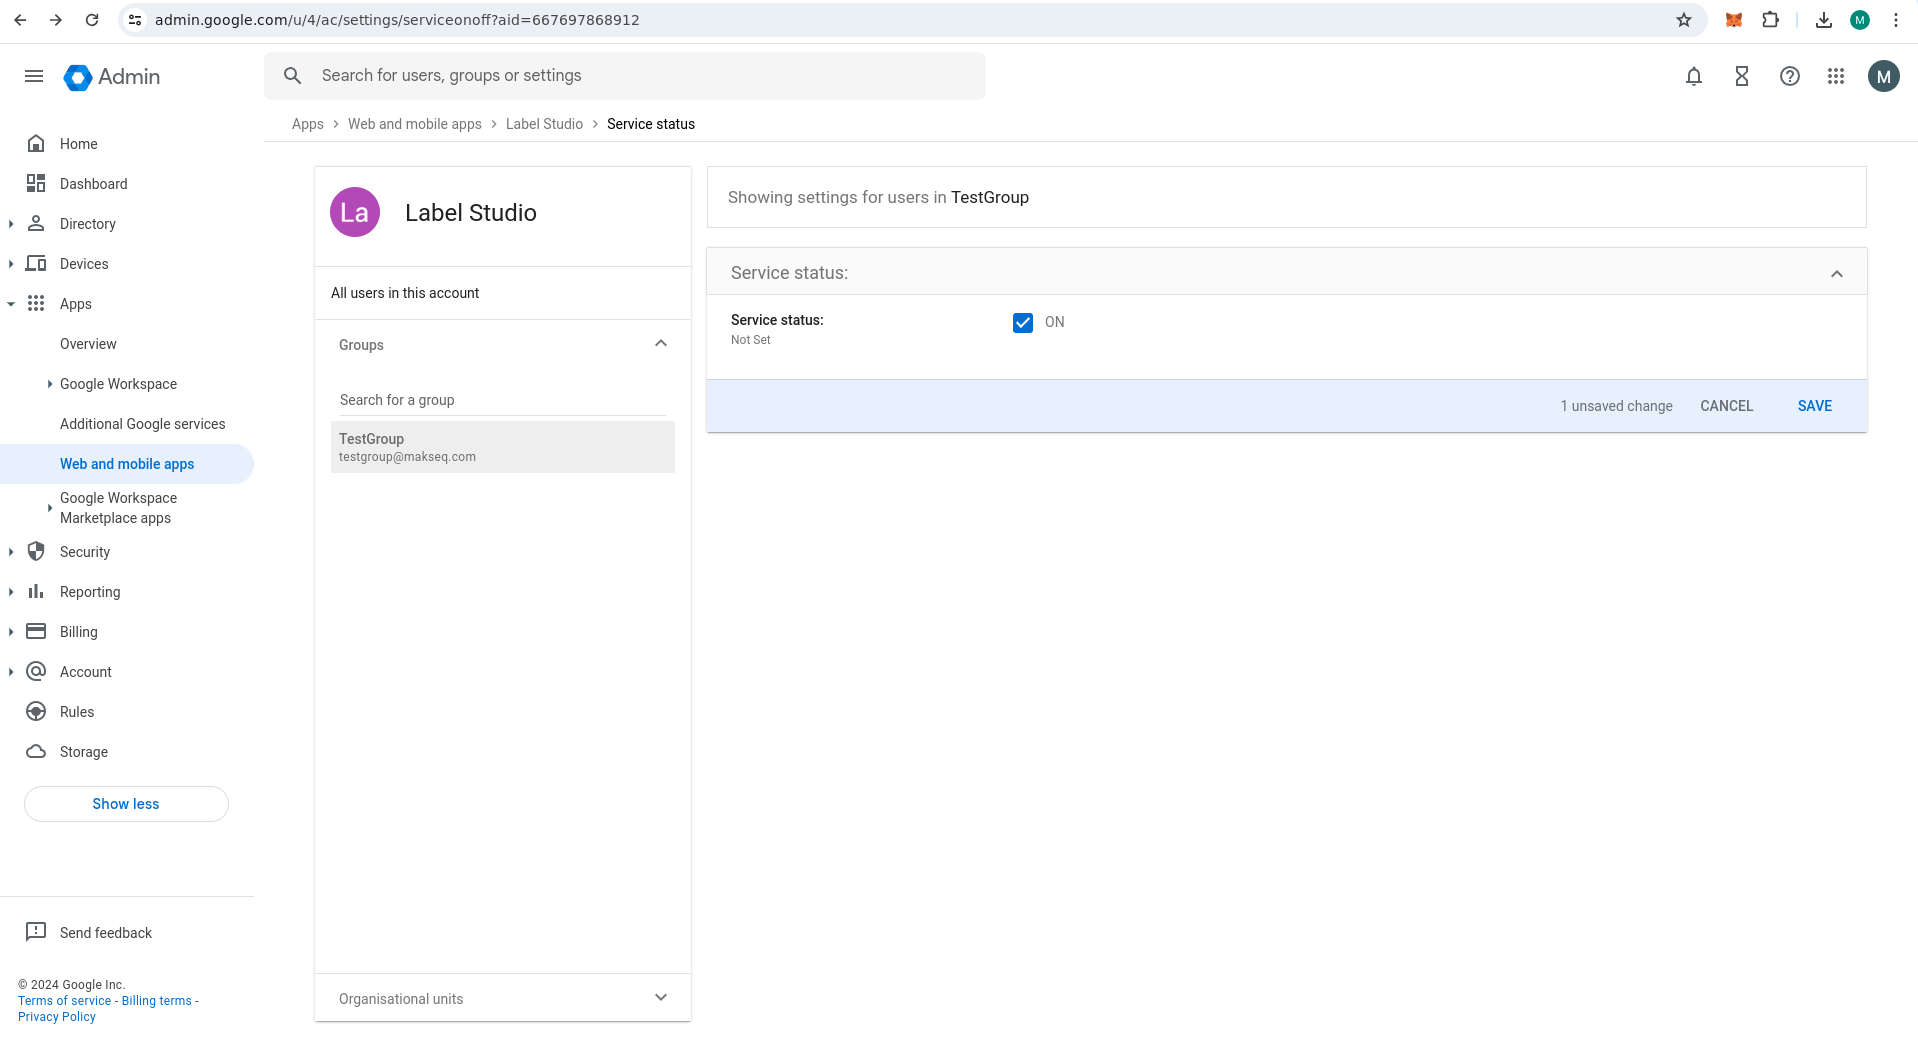 admin.google.com/u/4/ac/settings/serviceonoff?aid=667697868912
M
Admin
Search for users, groups or settings
M
Apps > Web and mobile apps > Label Studio > Service status
Home
Dashboard
Directory
Devices
Apps
Overview
Google Workspace
Additional Google services
Web and mobile apps
Google Workspace
Marketplace apps
Security
Reporting
Billing
Account
Rules
Storage
Show less
Send feedback
© 2024 Google Inc.
Terms of service - Billing terms -
Privacy Policy
La
Label Studio
All users in this account
Groups
Search for a group
TestGroup
testgroup@makseq.com
Organisational units
Showing settings for users in TestGroup
Service status:
Service status:
ON
Not Set
1 unsaved change
CANCEL
SAVE